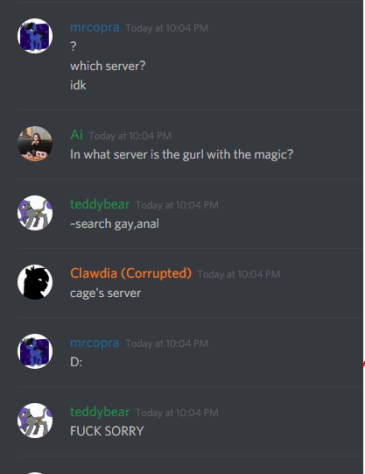 mrcopra Today at 10:04 PM
?
which server?
idk
Ai Today at 10:04 PM
In what server is the gurl with the magic?
teddybear Today at 10:04 PM
~search gay,anal
Clawdia (Corrupted) Today at 10:04 PM
cage's server
mrcopra Today at 10:04 PM
D:
teddybear Today at 10:04 PM
FUCK SORRY